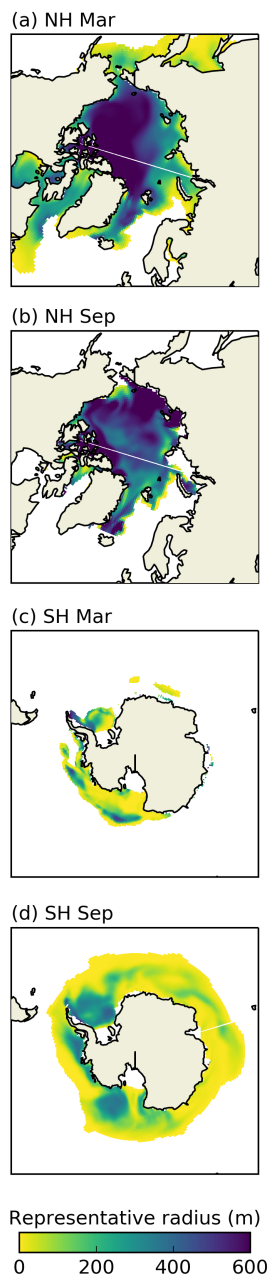 (a) NH Mar
(b) NH Sep
(c) SH Mar
(d) SH Sep
Representative radius (m)
0 200 400 600